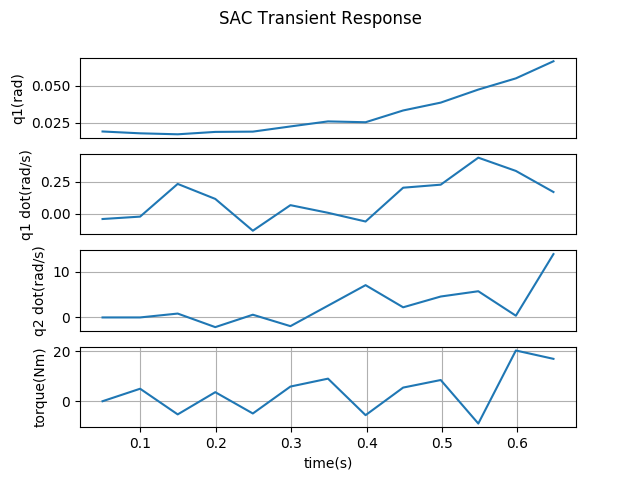 SAC Transient Response
q1(rad)
0.050
0.025
q1 dot(rad/s)
0.25
0.00
q2 dot(rad/s)
10
0
torque(Nm)
20
0
0.1 0.2 0.3 0.4 0.5 0.6
time(s)